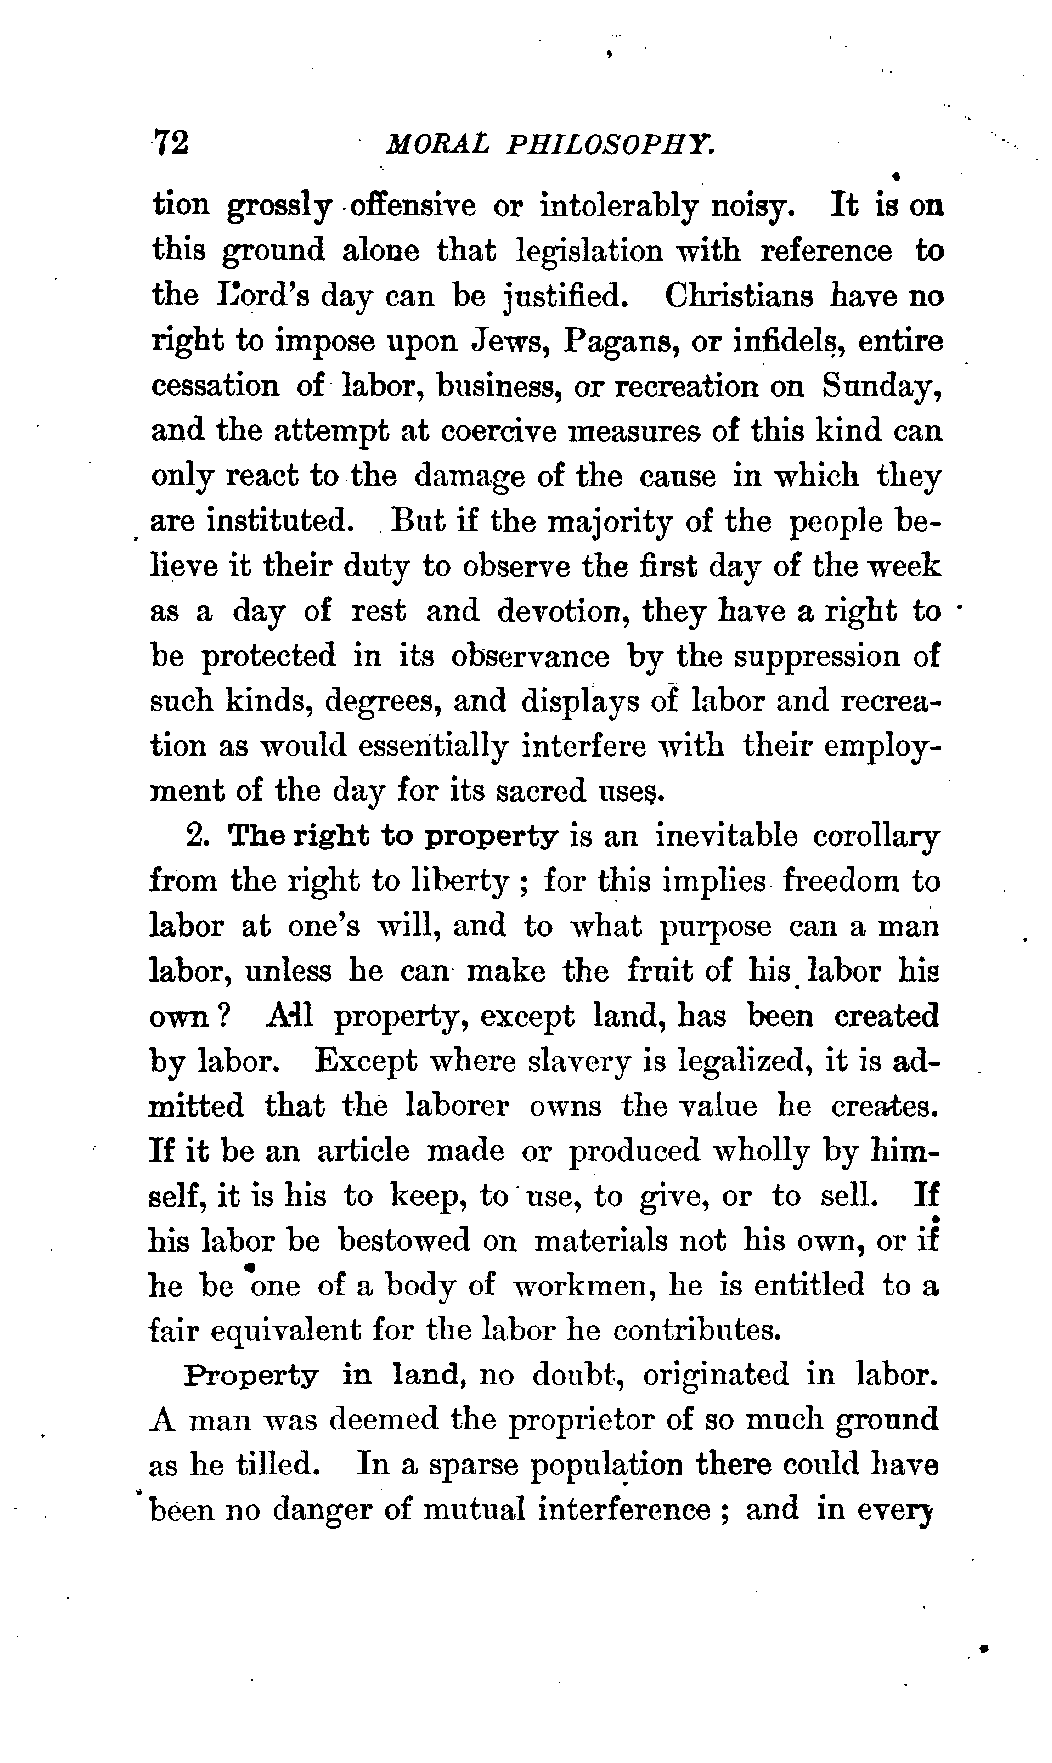 72 MORAL PHILOSOPHY.
tion grossly offensive or intolerably noisy. It is on
this ground alone that legislation with reference to
the Lord's day can be justified. Christians have no
right to impose upon Jews, Pagans, or infidels, entire
cessation of labor, business, or recreation on Sunday,
and the attempt at coercive measures of this kind can
only react to the damage of the cause in which they
are instituted. But if the majority of the people be-
lieve it their duty to observe the first day of the week
as a day of rest and devotion, they have a right to
be protected in its observance by the suppression of
such kinds, degrees, and displays of labor and recrea-
tion as would essentially interfere with their employ-
ment of the day for its sacred uses.
2. The right to property is an inevitable corollary
from the right to liberty ; for this implies freedom to
labor at one's will, and to what purpose can a man
labor, unless he can make the fruit of his labor his
own ? All property, except land, has been created
by labor. Except where slavery is legalized, it is ad-
mitted that the laborer owns the value he creates.
If it be an article made or produced wholly by him-
self, it is his to keep, to use, to give, or to sell. If
his labor be bestowed on materials not his own, or if
he be one of a body of workmen, he is entitled to a
fair equivalent for the labor he contributes.
Property in land, no doubt, originated in labor.
A man was deemed the proprietor of so much ground
as he tilled. In a sparse population there could have
been no danger of mutual interference ; and in every